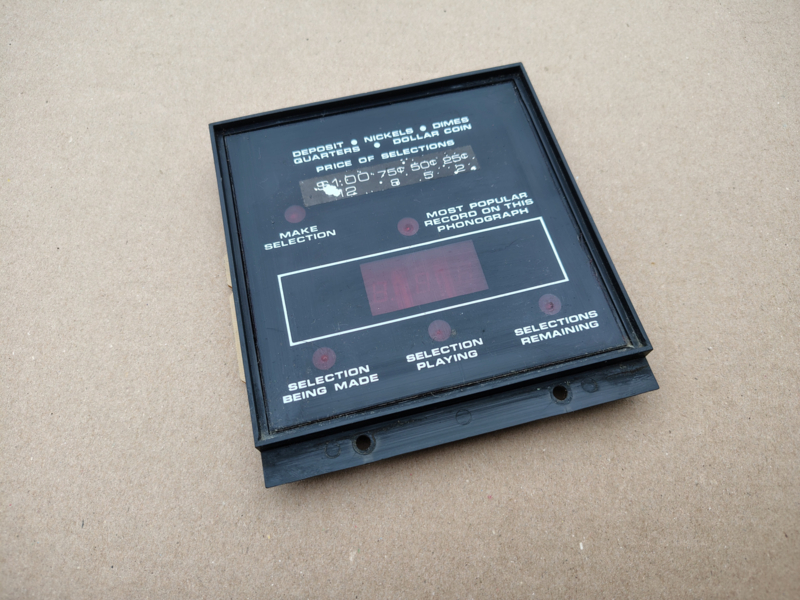 DEPOSIT • NICKELS • DIMES
QUARTERS • DOLLAR COIN
PRICE OF SELECTIONS
$1.00 75¢ 50¢ 25¢
12 8 5 2
MAKE
SELECTION
MOST POPULAR
RECORD ON THIS
PHONOGRAPH
SELECTION
BEING MADE
SELECTION
PLAYING
SELECTIONS
REMAINING